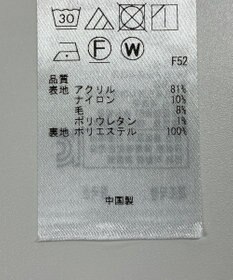 30
F W
F52
品質
表地 アクリル 81%
ナイロン 10%
毛 8%
ポリウレタン 1%
裏地 ポリエステル 100%
中国製